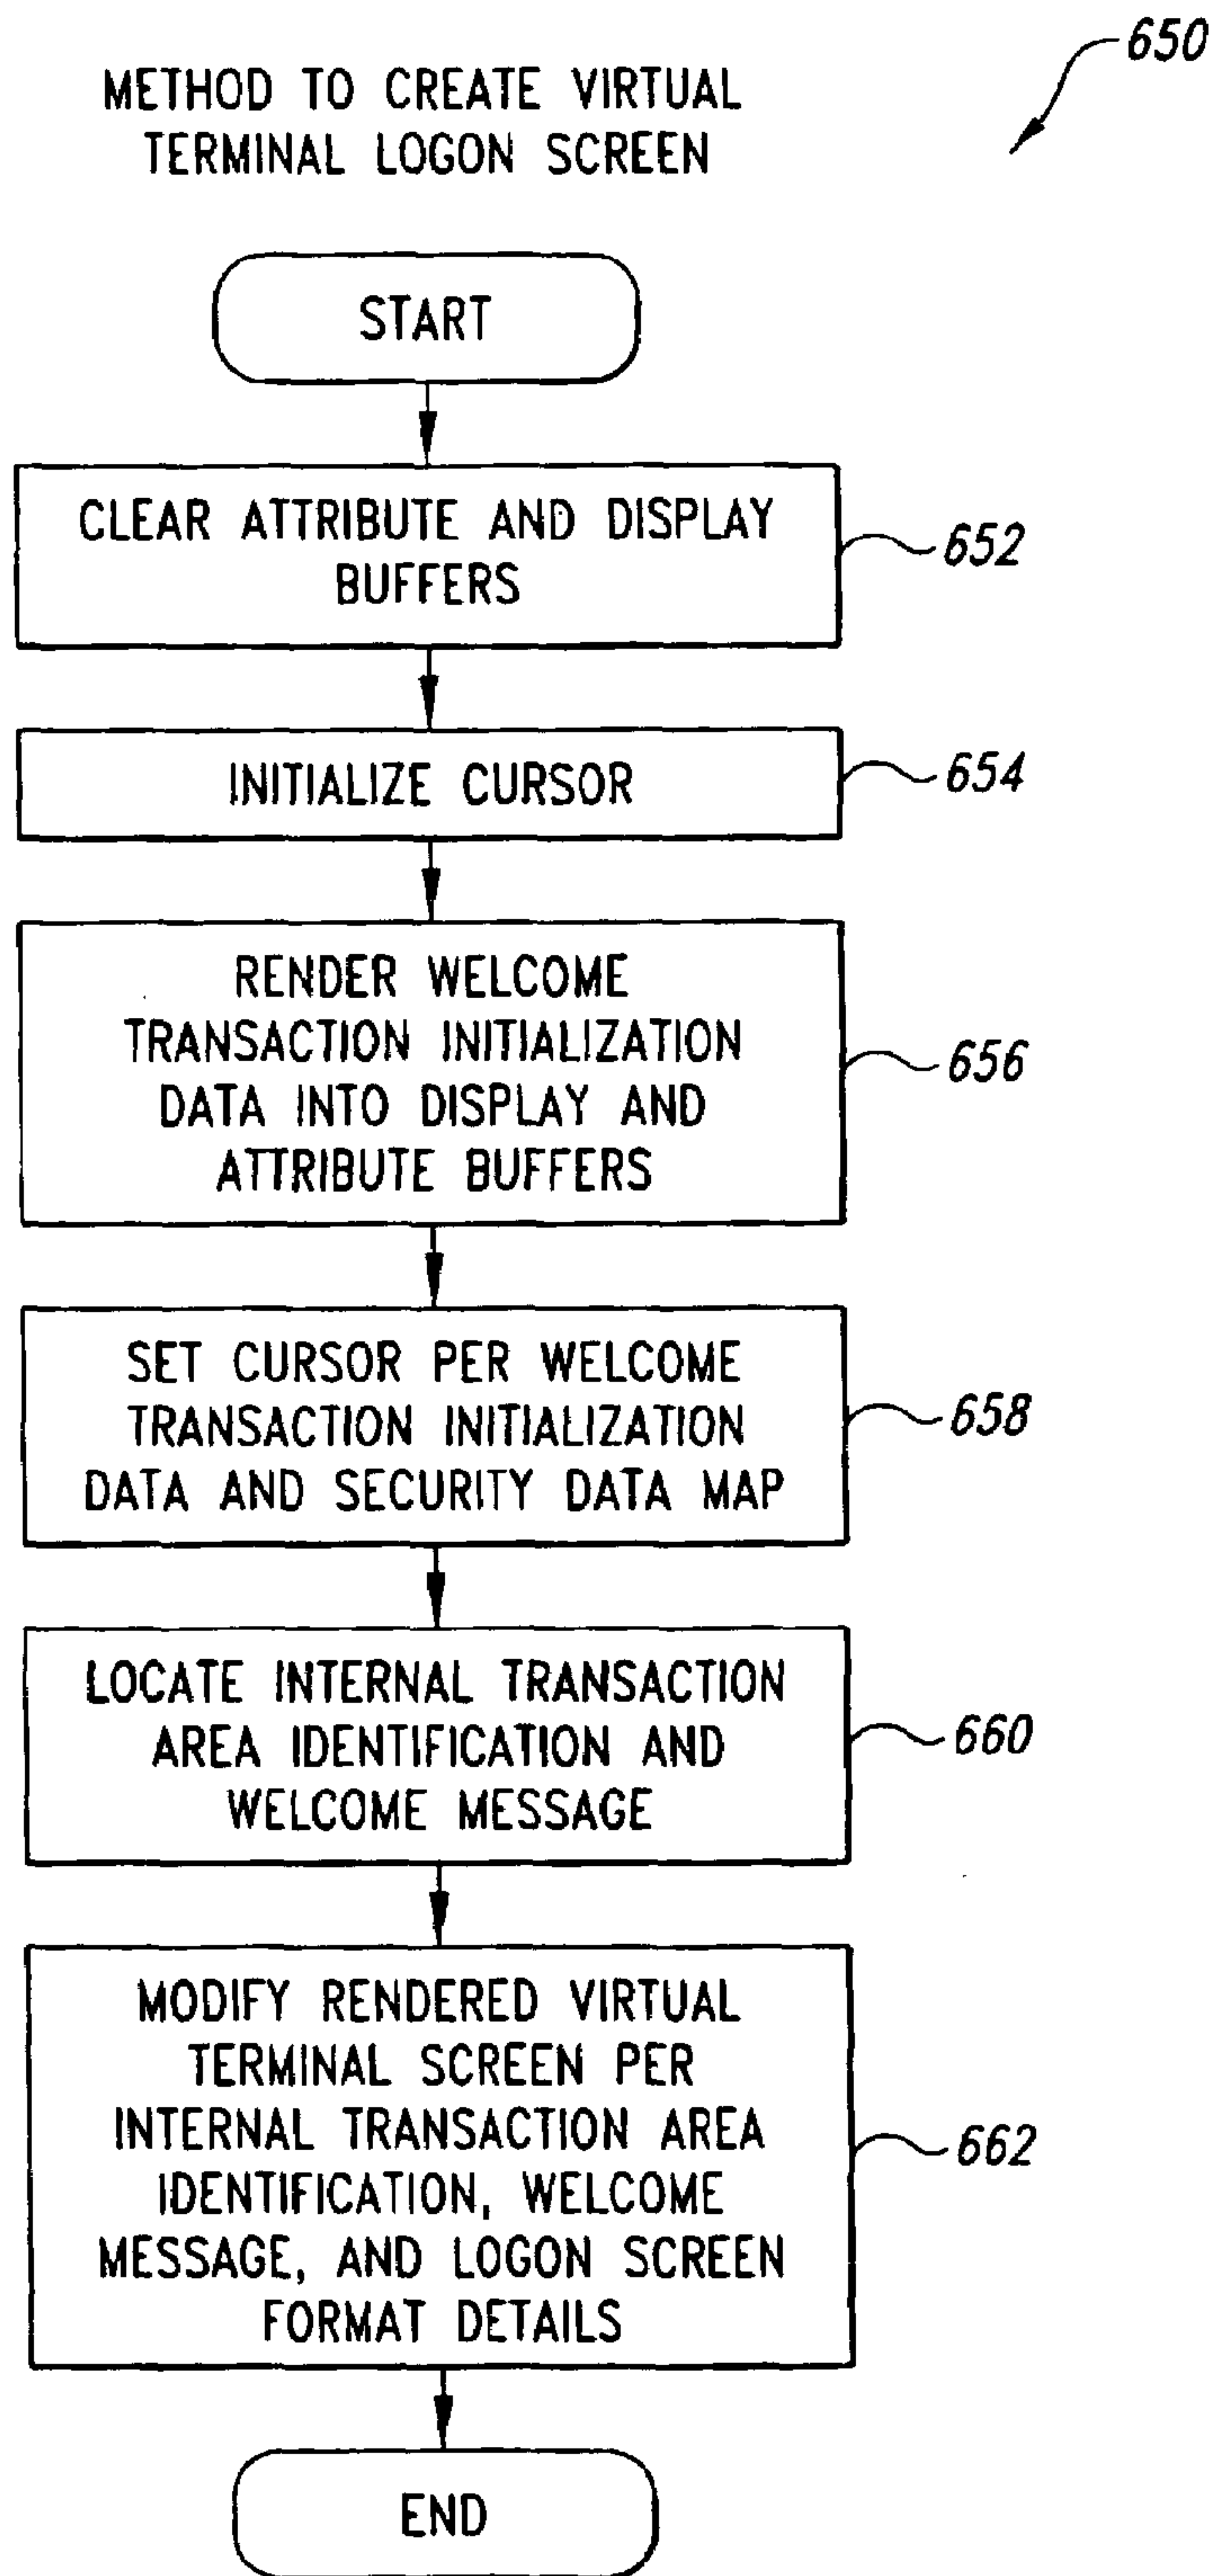 650
METHOD TO CREATE VIRTUAL
TERMINAL LOGON SCREEN
START
CLEAR ATTRIBUTE AND DISPLAY
BUFFERS
652
INITIALIZE CURSOR
654
RENDER WELCOME
TRANSACTION INITIALIZATION
DATA INTO DISPLAY AND
ATTRIBUTE BUFFERS
656
SET CURSOR PER WELCOME
TRANSACTION INITIALIZATION
DATA AND SECURITY DATA MAP
658
LOCATE INTERNAL TRANSACTION
AREA IDENTIFICATION AND
WELCOME MESSAGE
660
MODIFY RENDERED VIRTUAL
TERMINAL SCREEN PER
INTERNAL TRANSACTION AREA
IDENTIFICATION, WELCOME
MESSAGE, AND LOGON SCREEN
FORMAT DETAILS
662
END